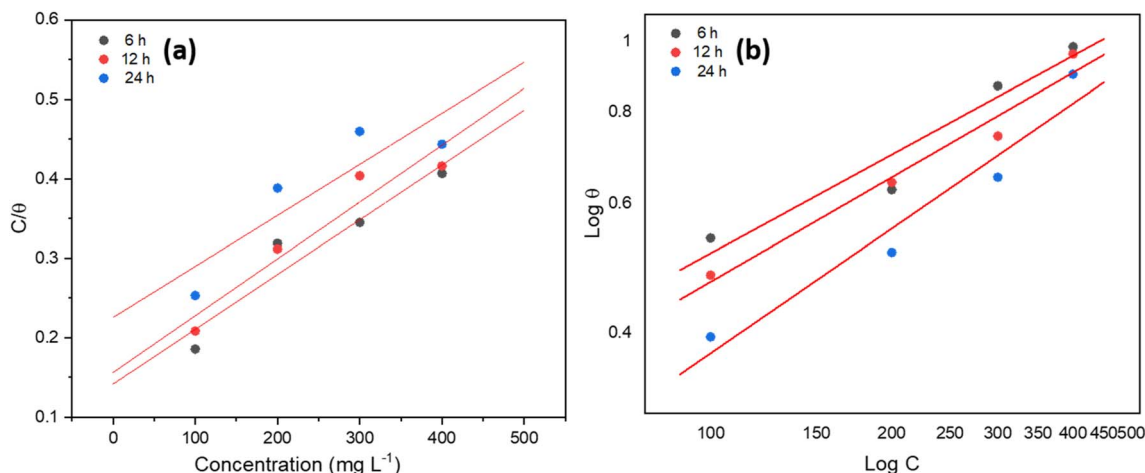 0.6
0.5
0.4
0.3
0.2
0.1
C/θ
6 h
12 h
24 h
(a)
0 100 200 300 400 500
Concentration (mg L⁻¹)
1
0.8
0.6
0.4
Log θ
6 h
12 h
24 h
(b)
100 150 200 300 400 450500
Log C